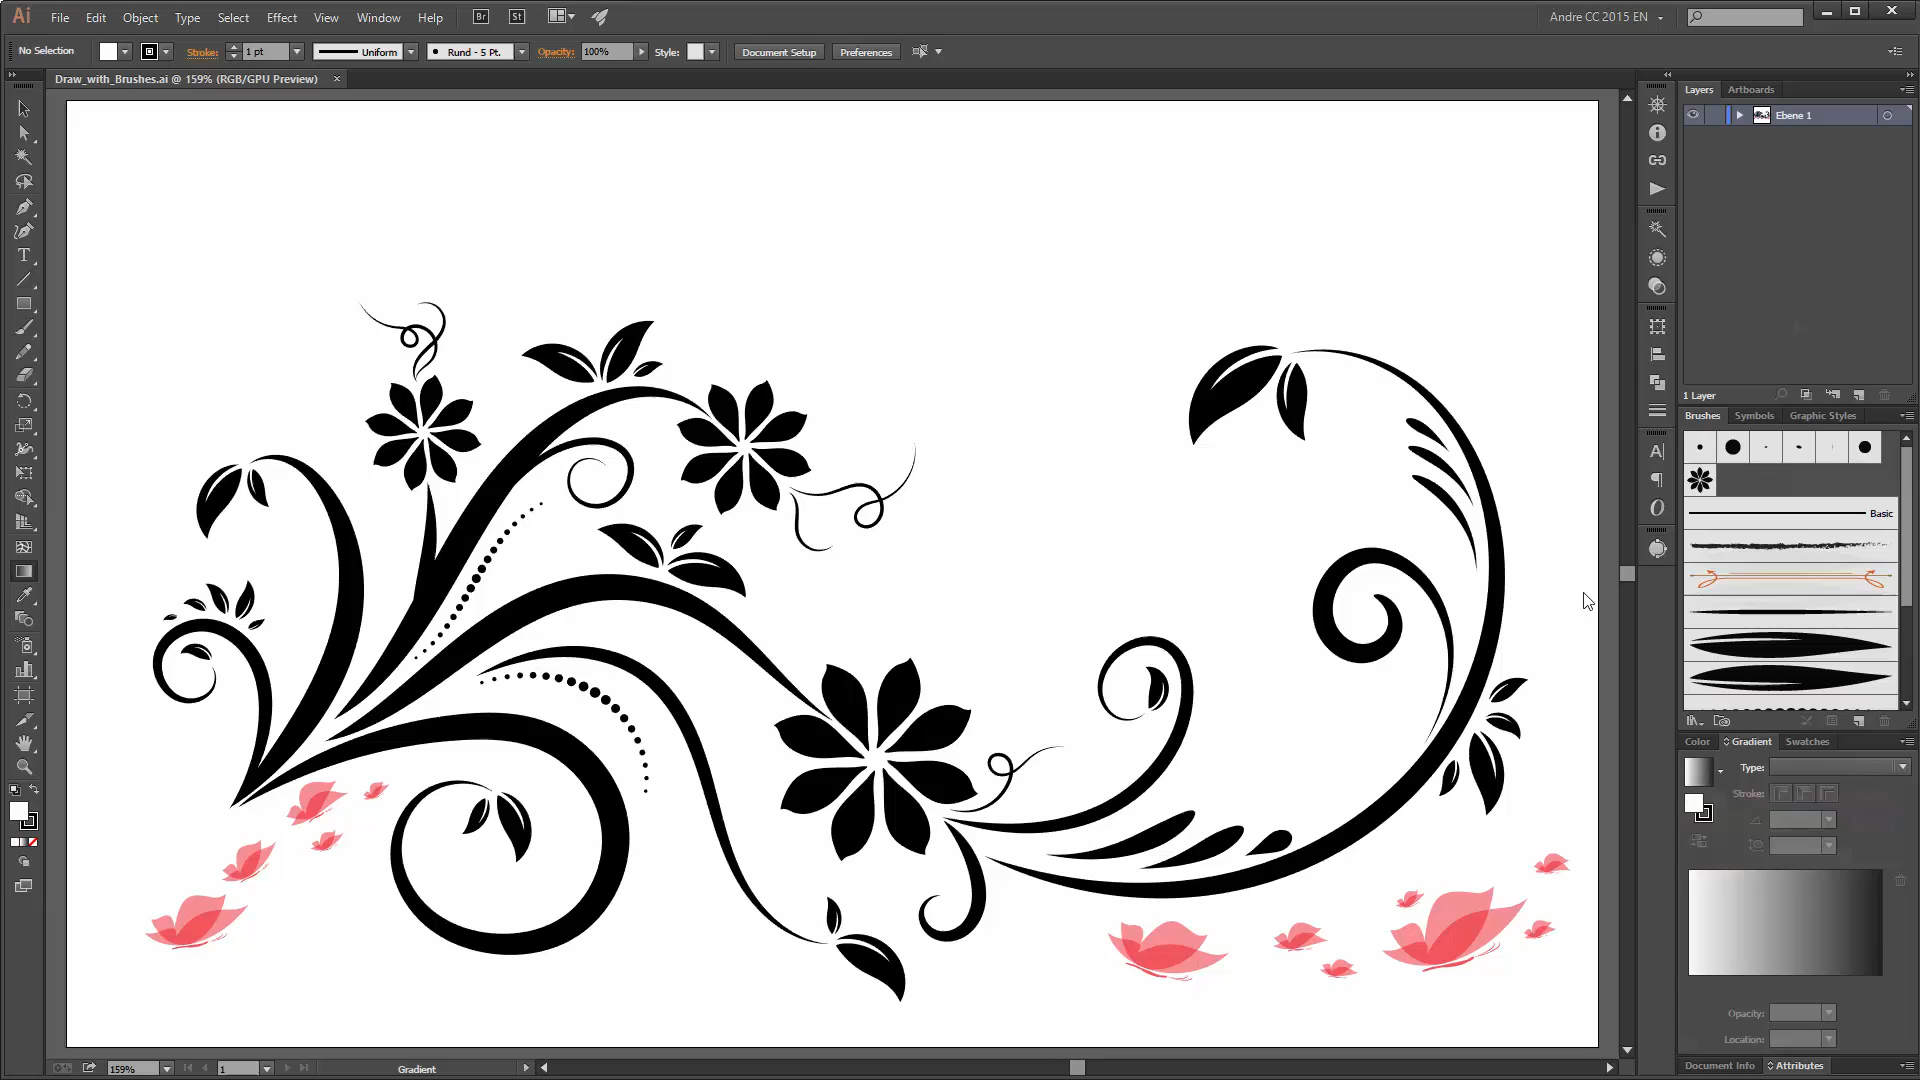 Ai File Edit Object Type Select Effect View Window Help Br St Andre CC 2015 EN
No Selection Stroke: 1 pt Uniform Rund - 5 Pt. Opacity: 100% Style: Document Setup Preferences
Draw_with_Brushes.ai @ 159% (RGB/GPU Preview) ×
Layers Artboards
Ebene 1
1 Layer
Brushes Symbols Graphic Styles
Basic
Color Gradient Swatches
Type:
Stroke:
Opacity:
Location:
159% 1 Gradient
Document Info Attributes